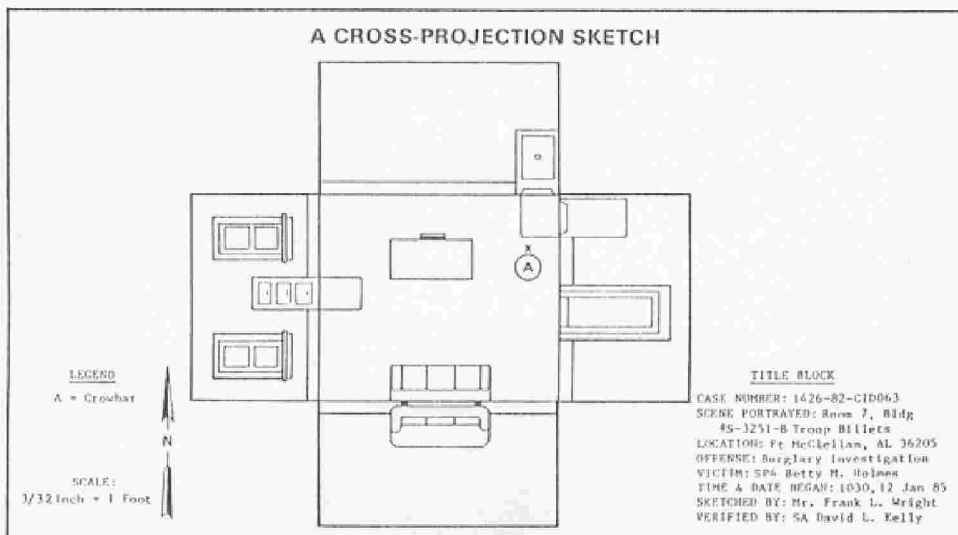 A CROSS-PROJECTION SKETCH
x
A
LEGEND
A = Crowbar
N
SCALE:
3/32 Inch = 1 Foot
TITLE BLOCK
CASE NUMBER: 1426-82-CID063
SCENE PORTRAYED: Room 7, Bldg
#S-3251-B Troop Billets
LOCATION: Ft McClellan, AL 36205
OFFENSE: Burglary Investigation
VICTIM: SP4 Betty M. Holmes
TIME & DATE BEGAN: 1030, 12 Jan 85
SKETCHED BY: Mr. Frank L. Wright
VERIFIED BY: SA David L. Kelly